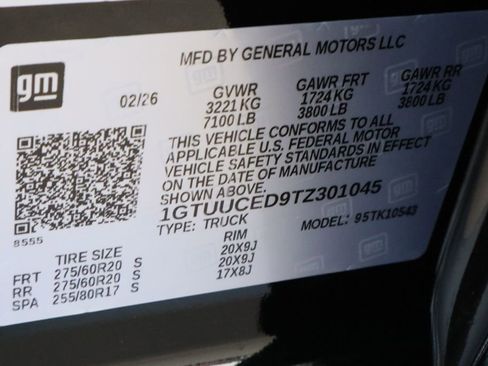 gm
MFD BY GENERAL MOTORS LLC
02/26
GVWR GAWR FRT GAWR RR
3221 KG 1724 KG 1724 KG
7100 LB 3800 LB 3800 LB
THIS VEHICLE CONFORMS TO ALL
APPLICABLE U.S. FEDERAL MOTOR
VEHICLE SAFETY STANDARDS IN EFFECT
ON THE DATE OF MANUFACTURE
1GTUUCED9TZ301045
TYPE: TRUCK MODEL: 95TK10543
8555
TIRE SIZE RIM
FRT 275/60R20 S 20X9J
RR 275/60R20 S 20X9J
SPA 255/80R17 S 17X8J